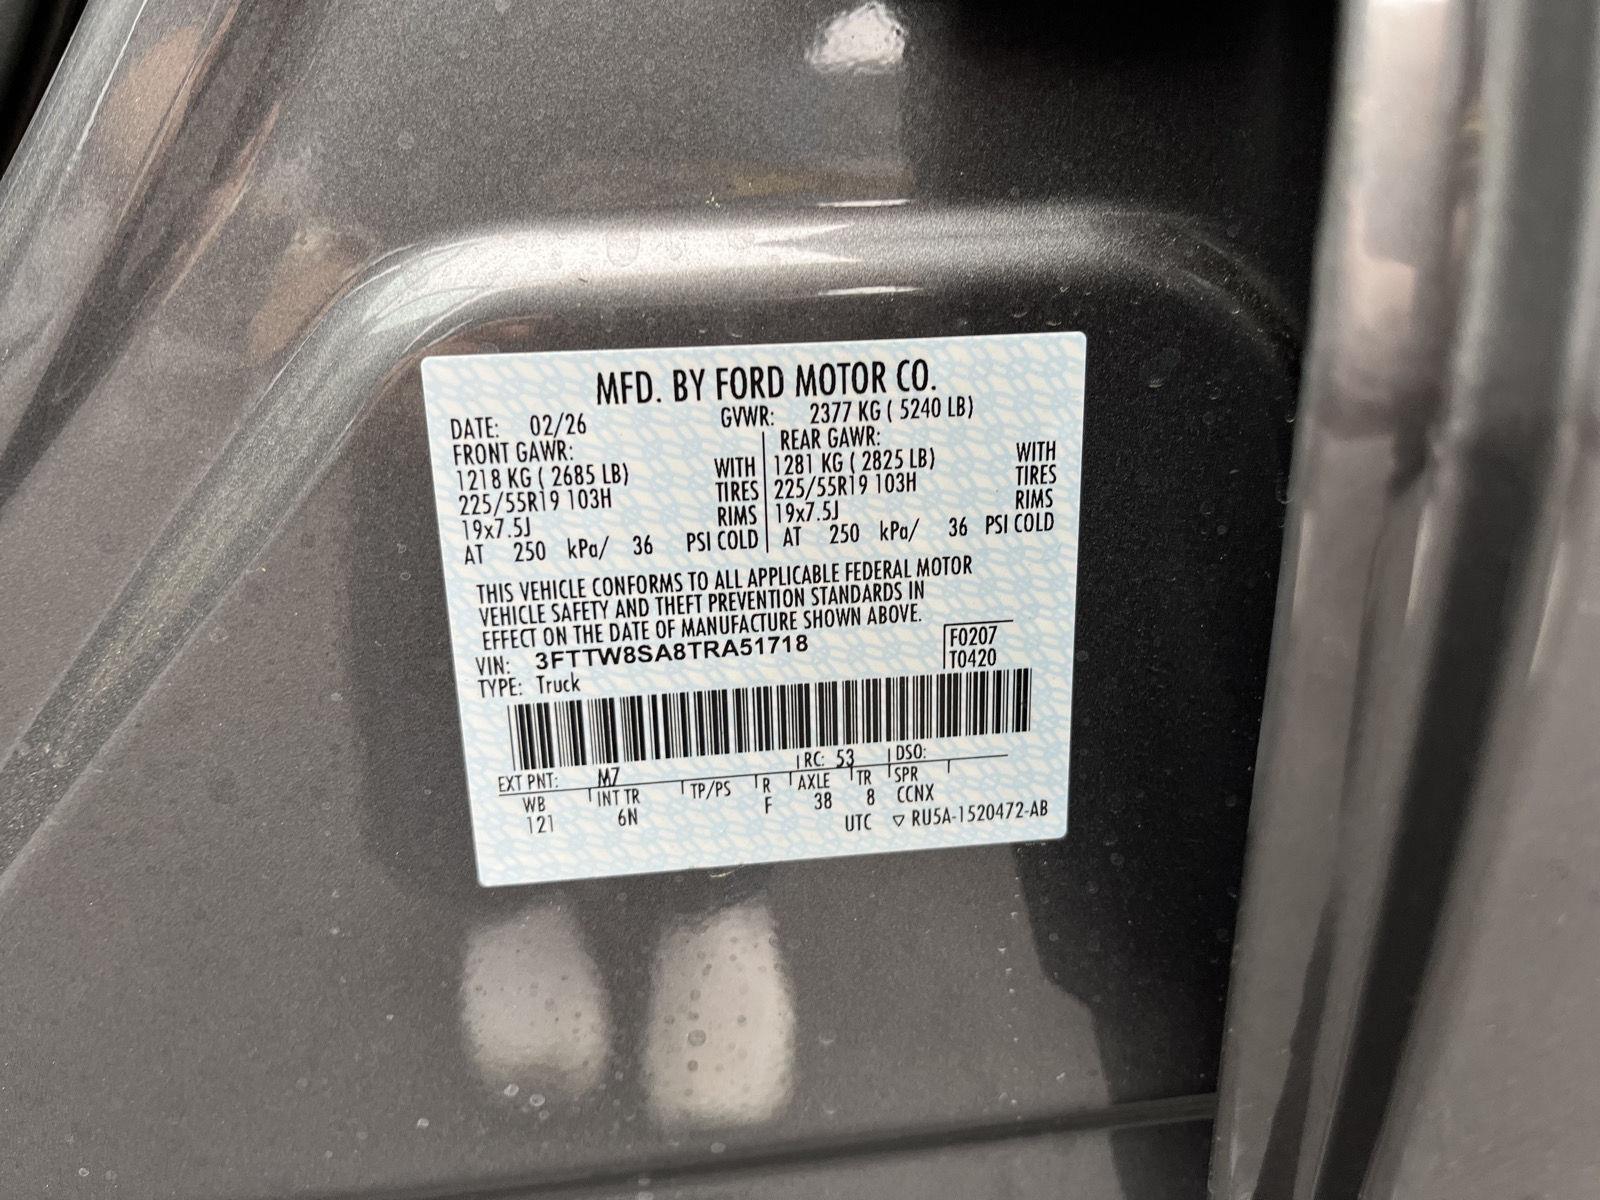 MFD. BY FORD MOTOR CO.
DATE: 02/26 GVWR: 2377 KG ( 5240 LB)
FRONT GAWR: REAR GAWR:
1218 KG ( 2685 LB) WITH 1281 KG ( 2825 LB) WITH
225/55R19 103H TIRES 225/55R19 103H TIRES
19x7.5J RIMS 19x7.5J RIMS
AT 250 kPa/ 36 PSI COLD AT 250 kPa/ 36 PSI COLD
THIS VEHICLE CONFORMS TO ALL APPLICABLE FEDERAL MOTOR
VEHICLE SAFETY AND THEFT PREVENTION STANDARDS IN
EFFECT ON THE DATE OF MANUFACTURE SHOWN ABOVE.
VIN: 3FTTW8SA8TRA51718 F0207
TYPE: Truck T0420
EXT PNT: M7 RC: 53 DSO:
WB INT TR TP/PS R AXLE TR SPR
121 6N F 38 8 CCNX
UTC ▽ RU5A-1520472-AB